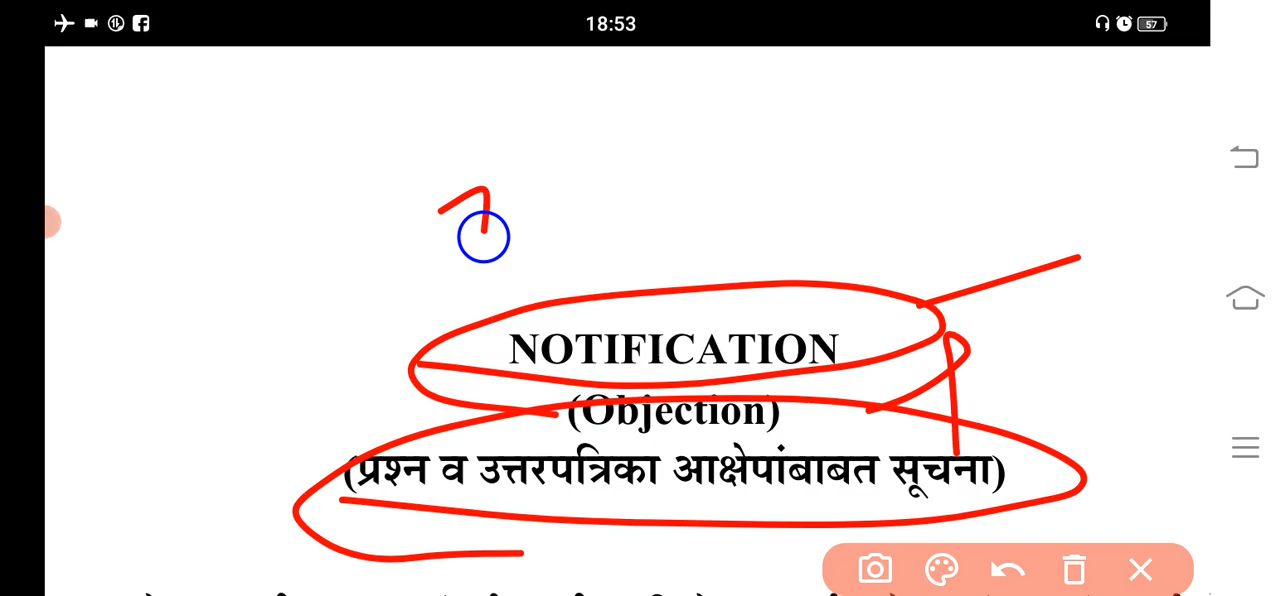 18:53
57
NOTIFICATION
(Objection)
(प्रश्न व उत्तरपत्रिका आक्षेपांबाबत सूचना)